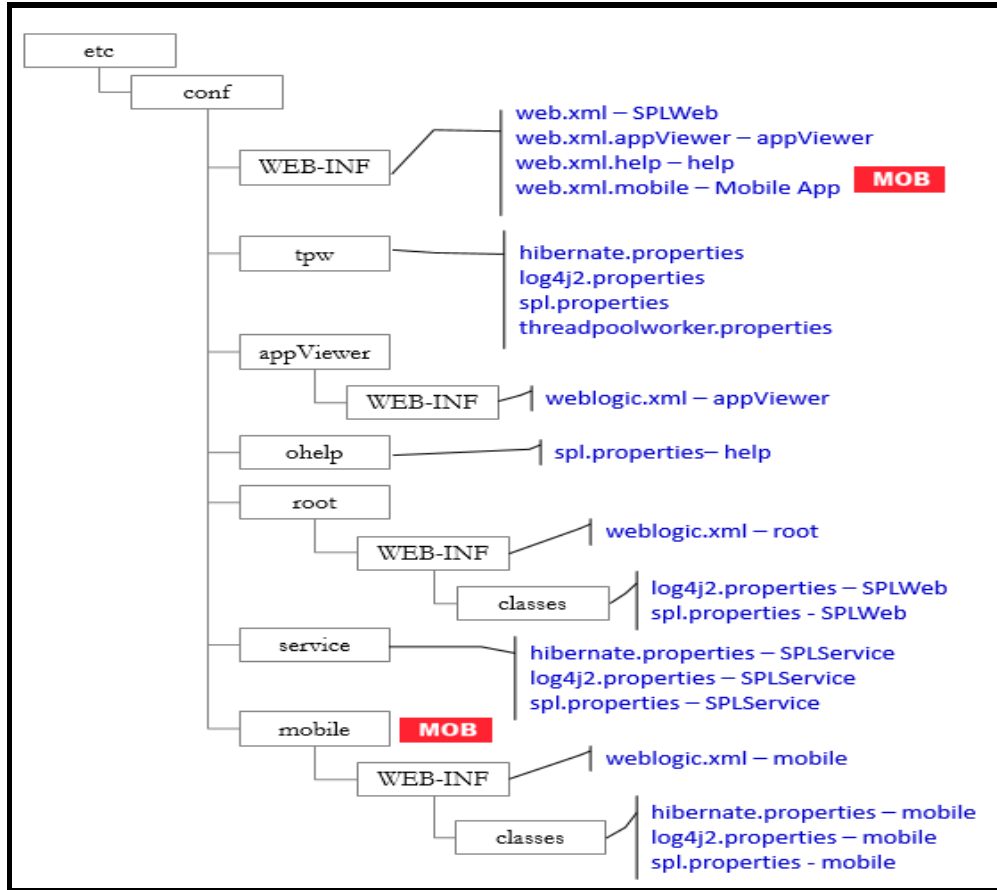 etc
conf
WEB-INF
web.xml – SPLWeb
web.xml.appViewer – appViewer
web.xml.help – help
web.xml.mobile – Mobile App MOB
tpw
hibernate.properties
log4j2.properties
spl.properties
threadpoolworker.properties
appViewer
WEB-INF
weblogic.xml – appViewer
ohelp
spl.properties– help
root
WEB-INF
weblogic.xml – root
classes
log4j2.properties – SPLWeb
spl.properties - SPLWeb
service
hibernate.properties – SPLService
log4j2.properties – SPLService
spl.properties – SPLService
mobile MOB
WEB-INF
weblogic.xml – mobile
classes
hibernate.properties – mobile
log4j2.properties – mobile
spl.properties - mobile